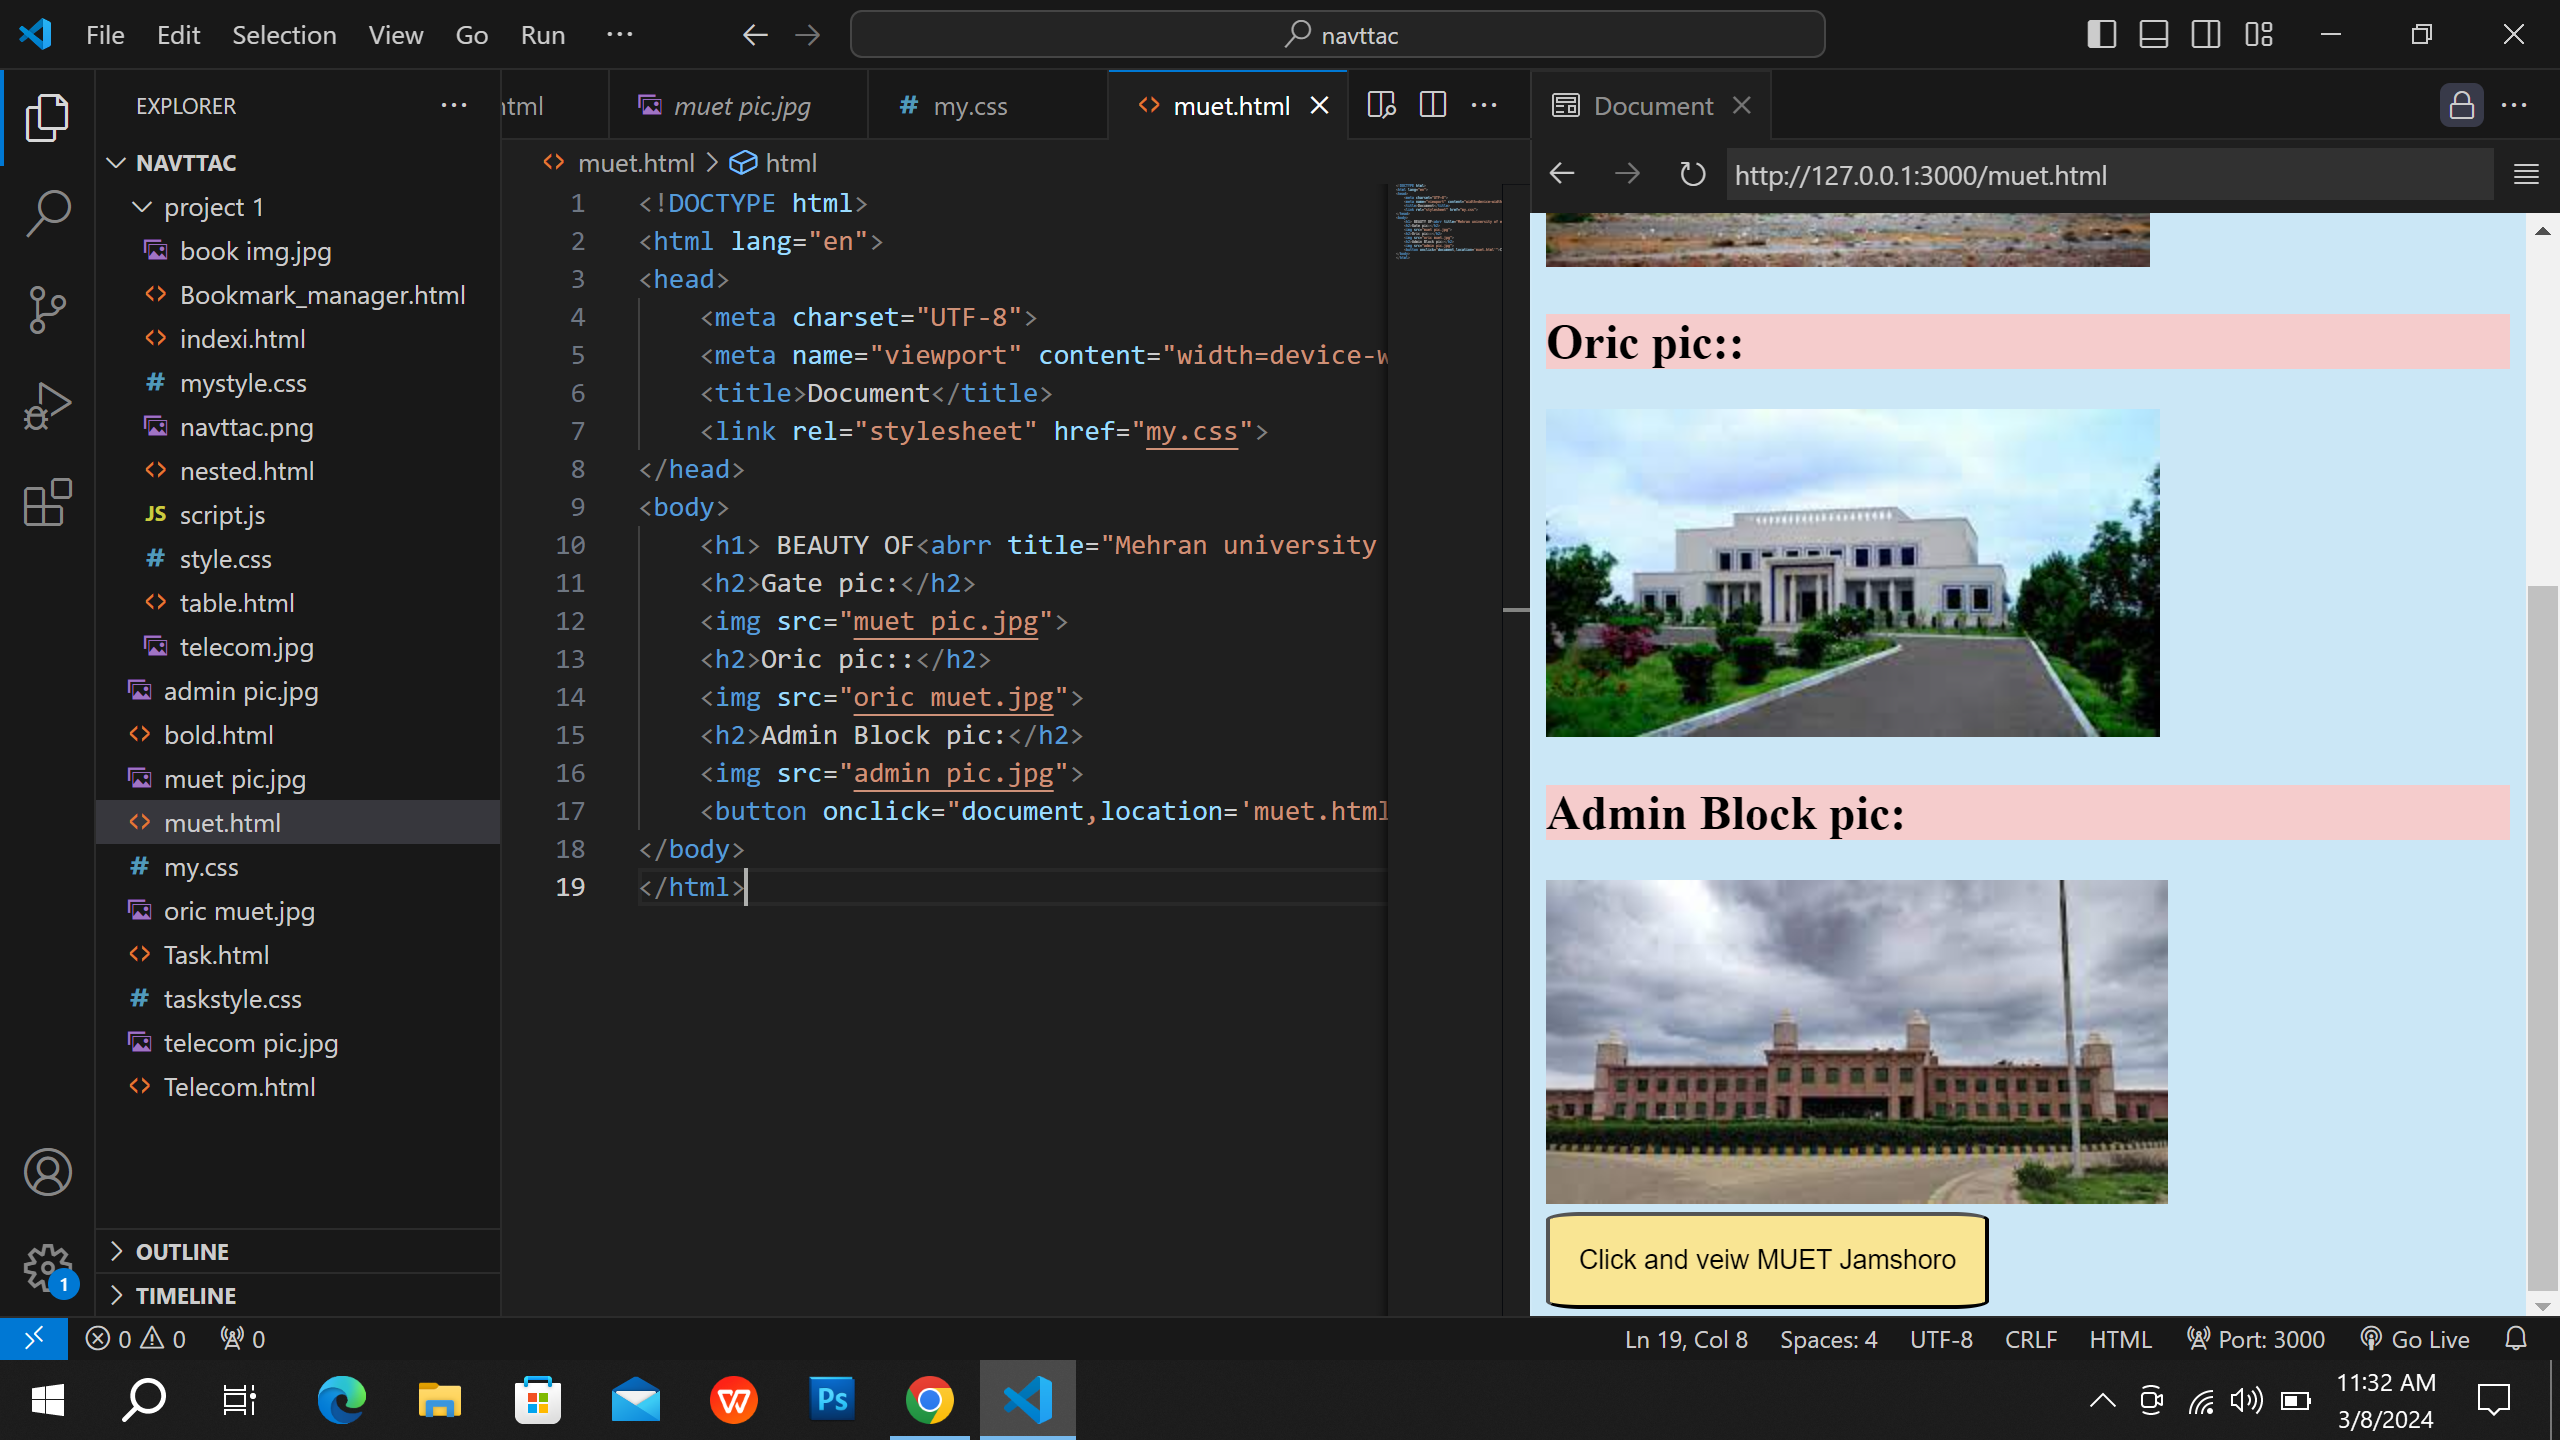 File Edit Selection View Go Run ··· navttac
EXPLORER ···
NAVTTAC
project 1
book img.jpg
Bookmark_manager.html
indexi.html
# mystyle.css
navttac.png
nested.html
JS script.js
# style.css
table.html
telecom.jpg
admin pic.jpg
bold.html
muet pic.jpg
muet.html
# my.css
oric muet.jpg
Task.html
# taskstyle.css
telecom pic.jpg
Telecom.html
OUTLINE
TIMELINE
1
html muet pic.jpg # my.css muet.html
muet.html > html
1 <!DOCTYPE html>
2 <html lang="en">
3 <head>
4 <meta charset="UTF-8">
5 <meta name="viewport" content="width=device-w
6 <title>Document</title>
7 <link rel="stylesheet" href="my.css">
8 </head>
9 <body>
10 <h1> BEAUTY OF<abrr title="Mehran university
11 <h2>Gate pic:</h2>
12 <img src="muet pic.jpg">
13 <h2>Oric pic::</h2>
14 <img src="oric muet.jpg">
15 <h2>Admin Block pic:</h2>
16 <img src="admin pic.jpg">
17 <button onclick="document,location='muet.html
18 </body>
19 </html>
Document
http://127.0.0.1:3000/muet.html
Oric pic::
Admin Block pic:
Click and veiw MUET Jamshoro
0 0 0 Ln 19, Col 8 Spaces: 4 UTF-8 CRLF HTML Port: 3000 Go Live
W Ps
11:32 AM
3/8/2024